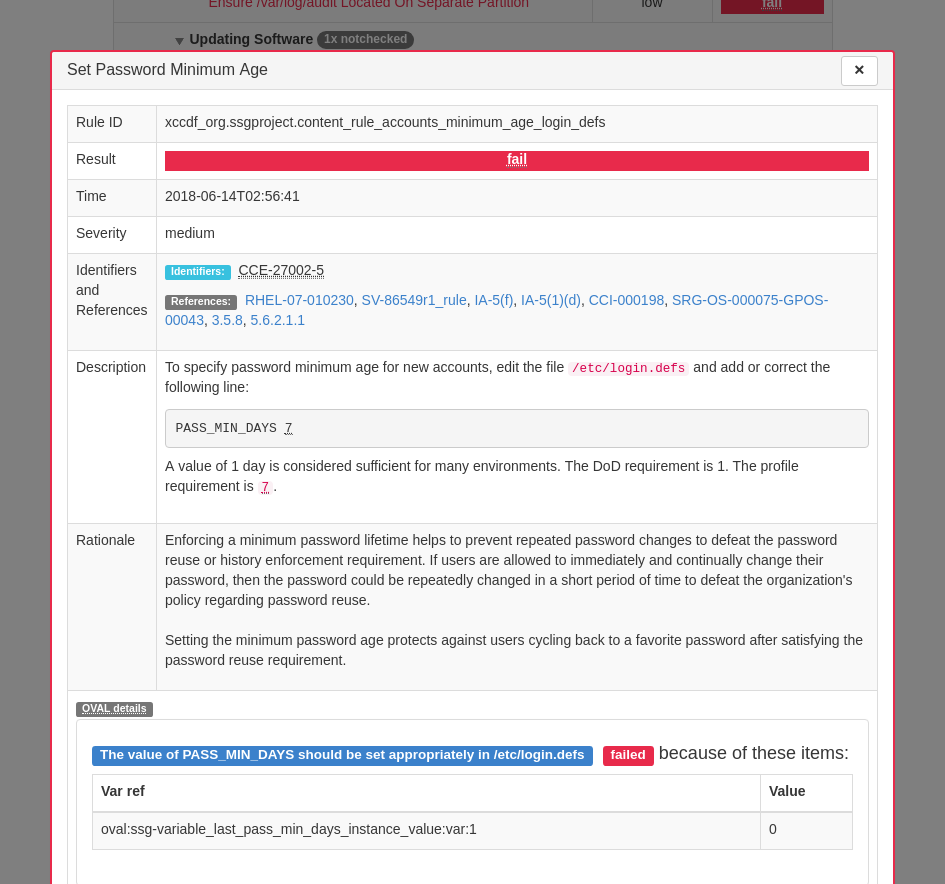 Ensure /var/log/audit Located On Separate Partition low fail
Updating Software 1x notchecked
Set Password Minimum Age ×
Rule ID xccdf_org.ssgproject.content_rule_accounts_minimum_age_login_defs
Result fail
Time 2018-06-14T02:56:41
Severity medium
Identifiers and References Identifiers: CCE-27002-5
References: RHEL-07-010230, SV-86549r1_rule, IA-5(f), IA-5(1)(d), CCI-000198, SRG-OS-000075-GPOS-
00043, 3.5.8, 5.6.2.1.1
Description To specify password minimum age for new accounts, edit the file /etc/login.defs and add or correct the
following line:
PASS_MIN_DAYS 7
A value of 1 day is considered sufficient for many environments. The DoD requirement is 1. The profile
requirement is 7 .
Rationale Enforcing a minimum password lifetime helps to prevent repeated password changes to defeat the password
reuse or history enforcement requirement. If users are allowed to immediately and continually change their
password, then the password could be repeatedly changed in a short period of time to defeat the organization's
policy regarding password reuse.
Setting the minimum password age protects against users cycling back to a favorite password after satisfying the
password reuse requirement.
OVAL details
The value of PASS_MIN_DAYS should be set appropriately in /etc/login.defs failed because of these items:
Var ref Value
oval:ssg-variable_last_pass_min_days_instance_value:var:1 0